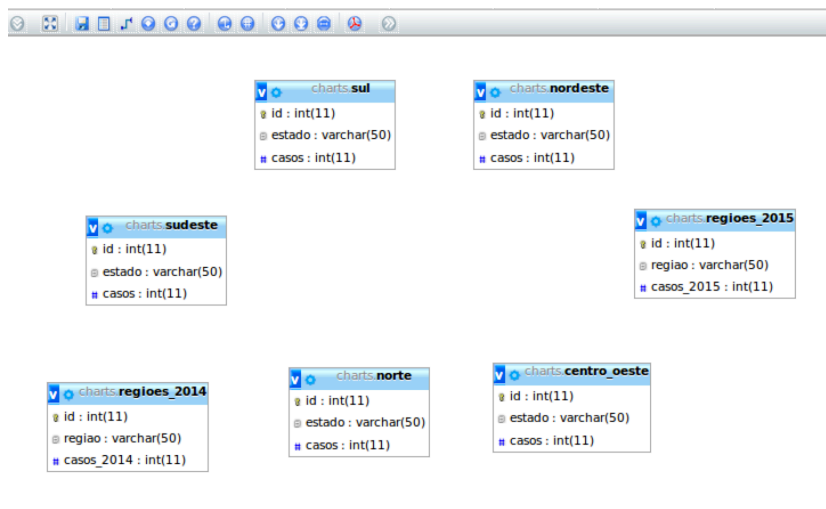 charts.sul
id : int(11)
estado : varchar(50)
casos : int(11)
charts.nordeste
id : int(11)
estado : varchar(50)
casos : int(11)
charts.sudeste
id : int(11)
estado : varchar(50)
casos : int(11)
charts.regioes_2015
id : int(11)
regiao : varchar(50)
casos_2015 : int(11)
charts.regioes_2014
id : int(11)
regiao : varchar(50)
casos_2014 : int(11)
charts.norte
id : int(11)
estado : varchar(50)
casos : int(11)
charts.centro_oeste
id : int(11)
estado : varchar(50)
casos : int(11)